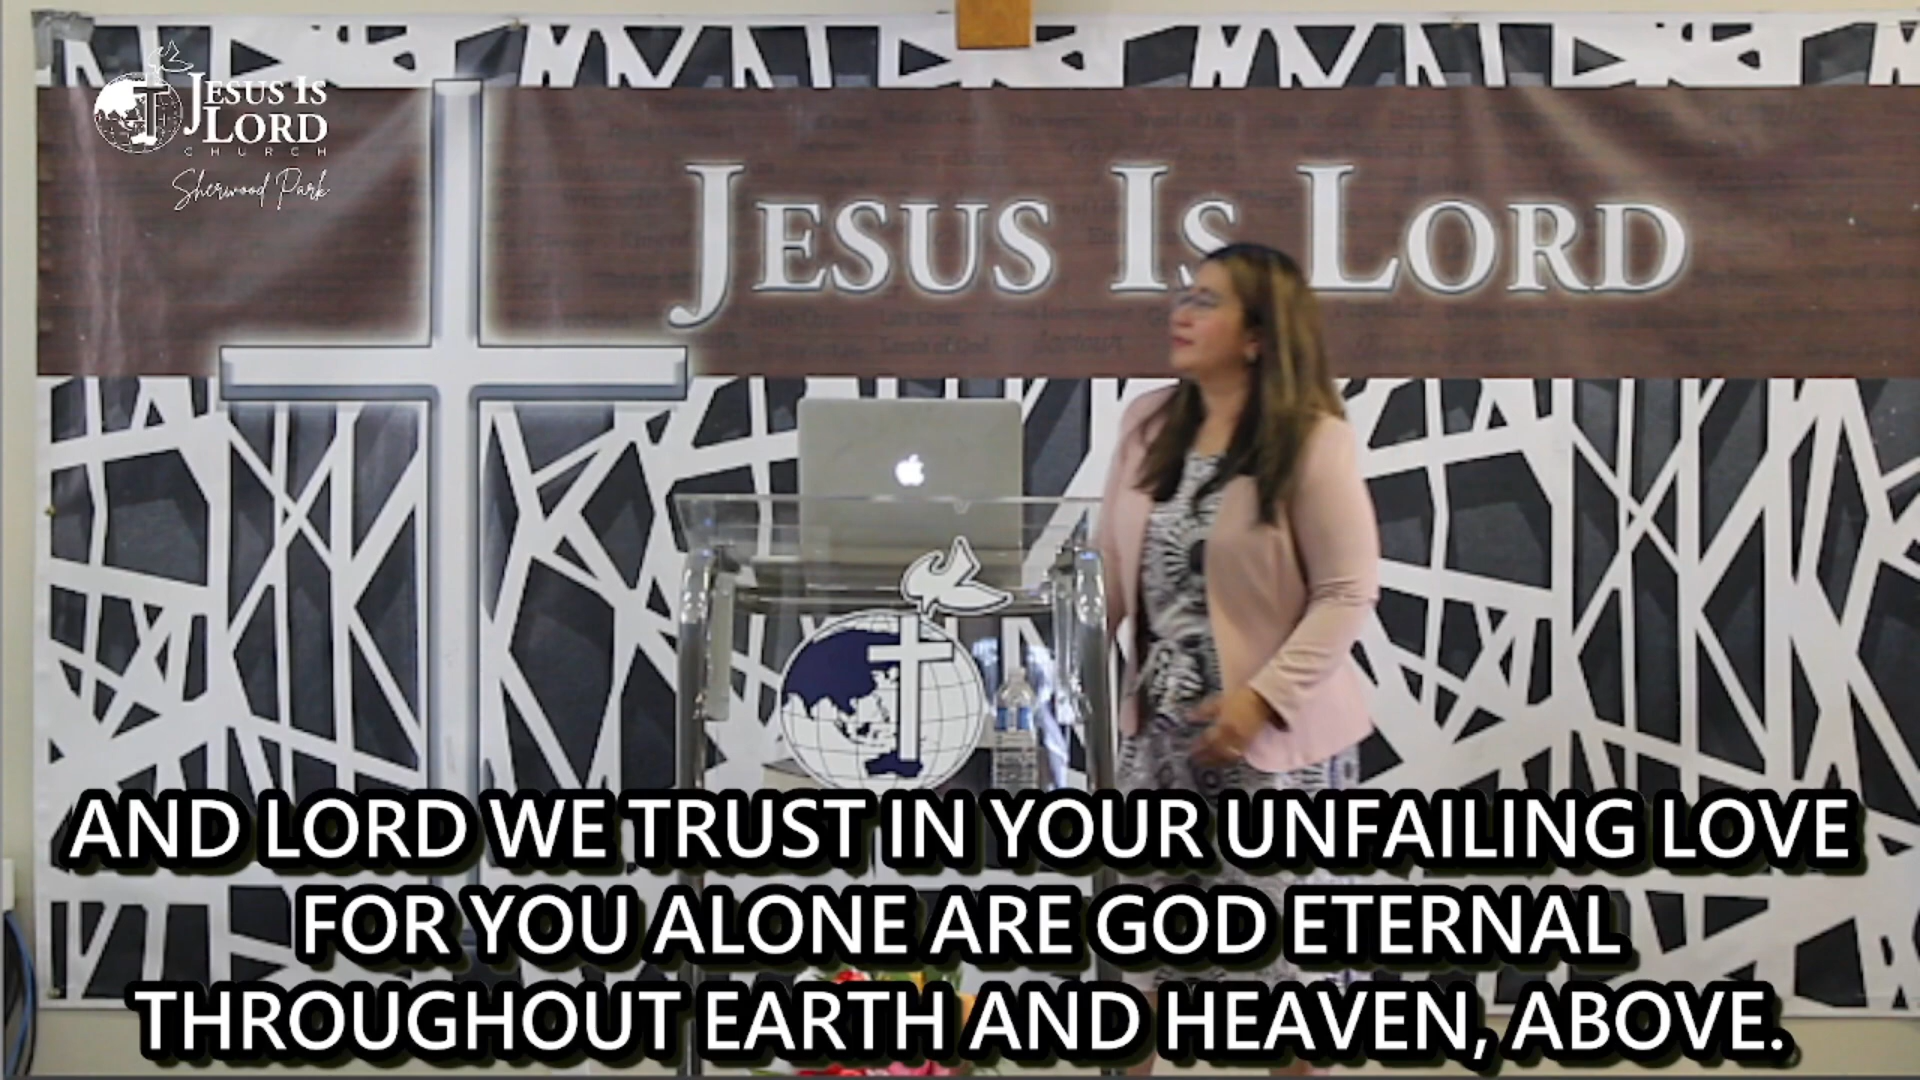 JESUS IS
LORD
CHURCH
Sherwood Park
JESUS IS LORD
AND LORD WE TRUST IN YOUR UNFAILING LOVE
FOR YOU ALONE ARE GOD ETERNAL
THROUGHOUT EARTH AND HEAVEN, ABOVE.